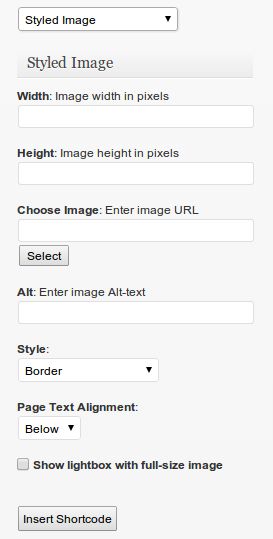 Styled Image
Styled Image
Width: Image width in pixels
Height: Image height in pixels
Choose Image: Enter image URL
Select
Alt: Enter image Alt-text
Style:
Border
Page Text Alignment:
Below
Show lightbox with full-size image
Insert Shortcode